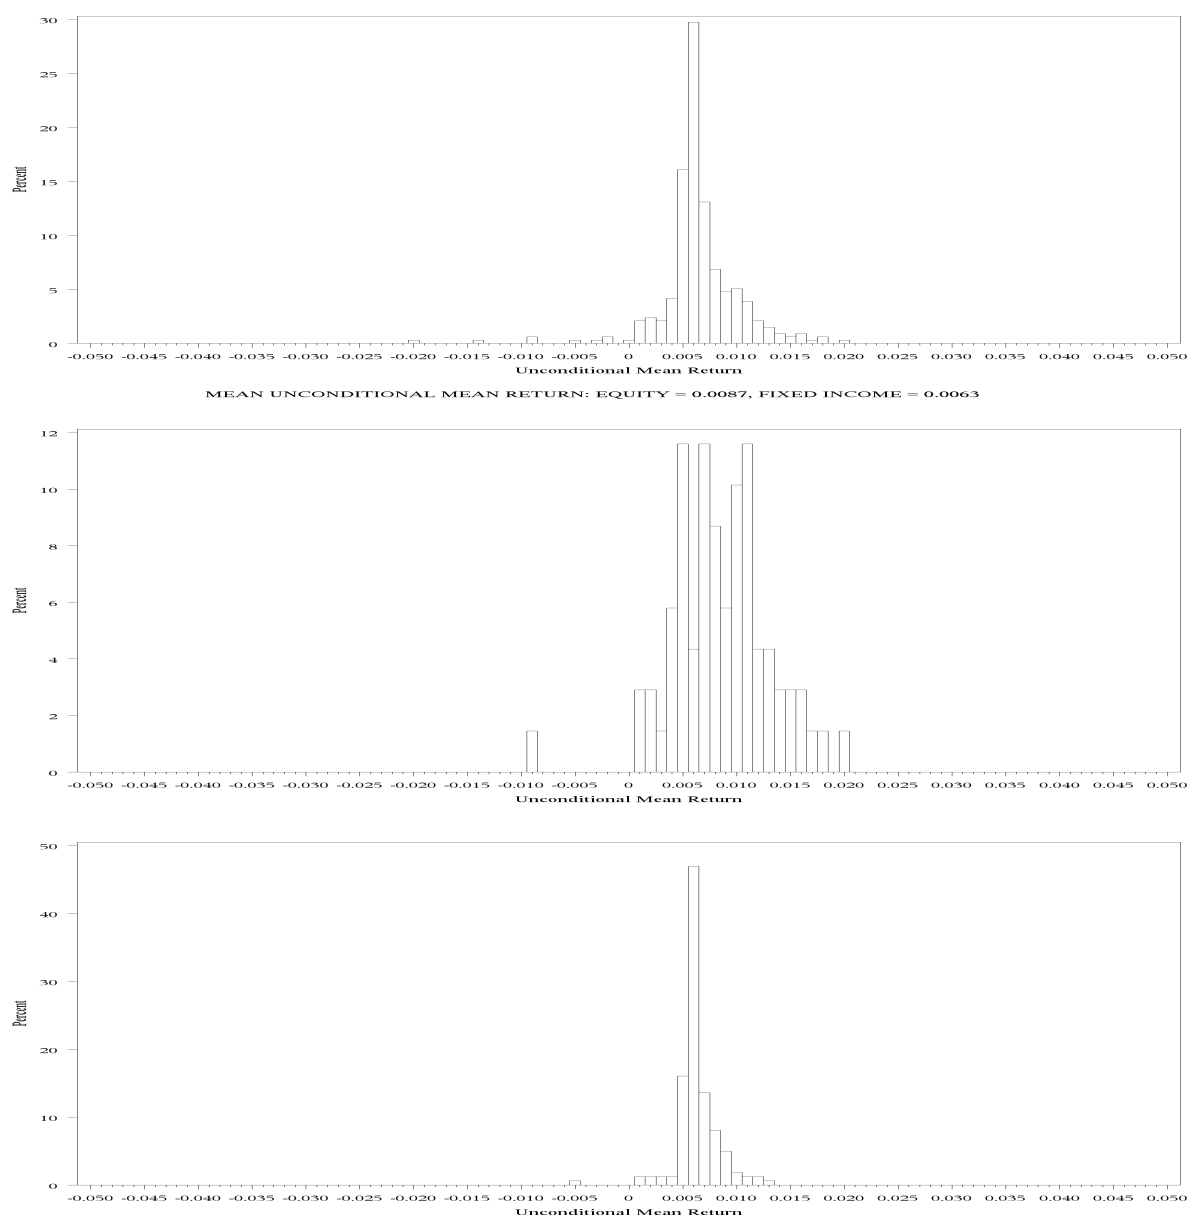 30
25
20
15
10
5
0
Percent
-0.050 -0.045 -0.040 -0.035 -0.030 -0.025 -0.020 -0.015 -0.010 -0.005 0 0.005 0.010 0.015 0.020 0.025 0.030 0.035 0.040 0.045 0.050
Unconditional Mean Return
MEAN UNCONDITIONAL MEAN RETURN: EQUITY = 0.0087, FIXED INCOME = 0.0063
12
10
8
6
4
2
0
Percent
-0.050 -0.045 -0.040 -0.035 -0.030 -0.025 -0.020 -0.015 -0.010 -0.005 0 0.005 0.010 0.015 0.020 0.025 0.030 0.035 0.040 0.045 0.050
Unconditional Mean Return
50
40
30
20
10
0
Percent
-0.050 -0.045 -0.040 -0.035 -0.030 -0.025 -0.020 -0.015 -0.010 -0.005 0 0.005 0.010 0.015 0.020 0.025 0.030 0.035 0.040 0.045 0.050
Unconditional Mean Return